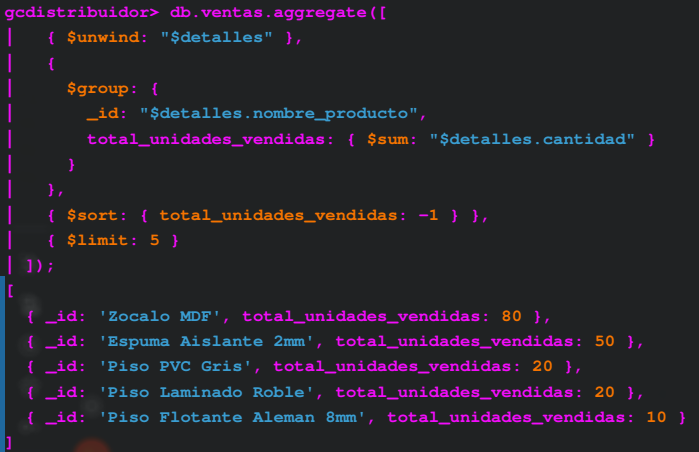 gcdistribuidor> db.ventas.aggregate([
|   { $unwind: "$detalles" },
|   {
|     $group: {
|       _id: "$detalles.nombre_producto",
|       total_unidades_vendidas: { $sum: "$detalles.cantidad" }
|     }
|   },
|   { $sort: { total_unidades_vendidas: -1 } },
|   { $limit: 5 }
| ]);
[
  { _id: 'Zocalo MDF', total_unidades_vendidas: 80 },
  { _id: 'Espuma Aislante 2mm', total_unidades_vendidas: 50 },
  { _id: 'Piso PVC Gris', total_unidades_vendidas: 20 },
  { _id: 'Piso Laminado Roble', total_unidades_vendidas: 20 },
  { _id: 'Piso Flotante Aleman 8mm', total_unidades_vendidas: 10 }
]